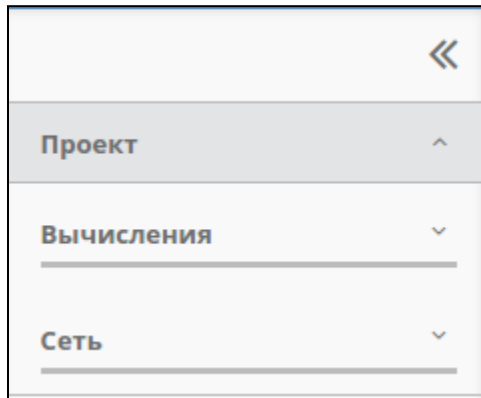 Проект
Вычисления
Сеть